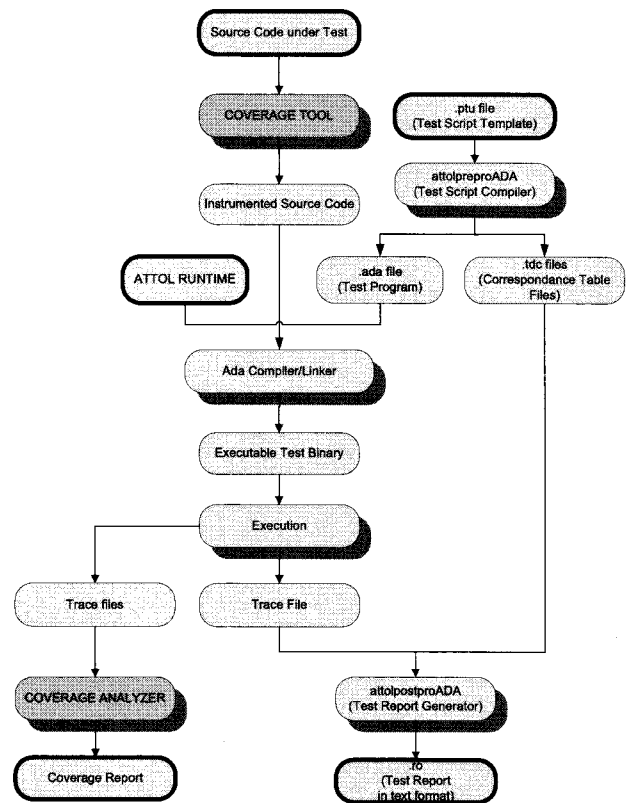 Source Code under Test
COVERAGE TOOL
.ptu file
(Test Script Template)
attolpreproADA
(Test Script Compiler)
Instrumented Source Code
ATTOL RUNTIME
.ada file
(Test Program)
.tdc files
(Correspondance Table
Files)
Ada Compiler/Linker
Executable Test Binary
Execution
Trace files
Trace File
COVERAGE ANALYZER
attolpostproADA
(Test Report Generator)
Coverage Report
.ro
(Test Report
in text format)